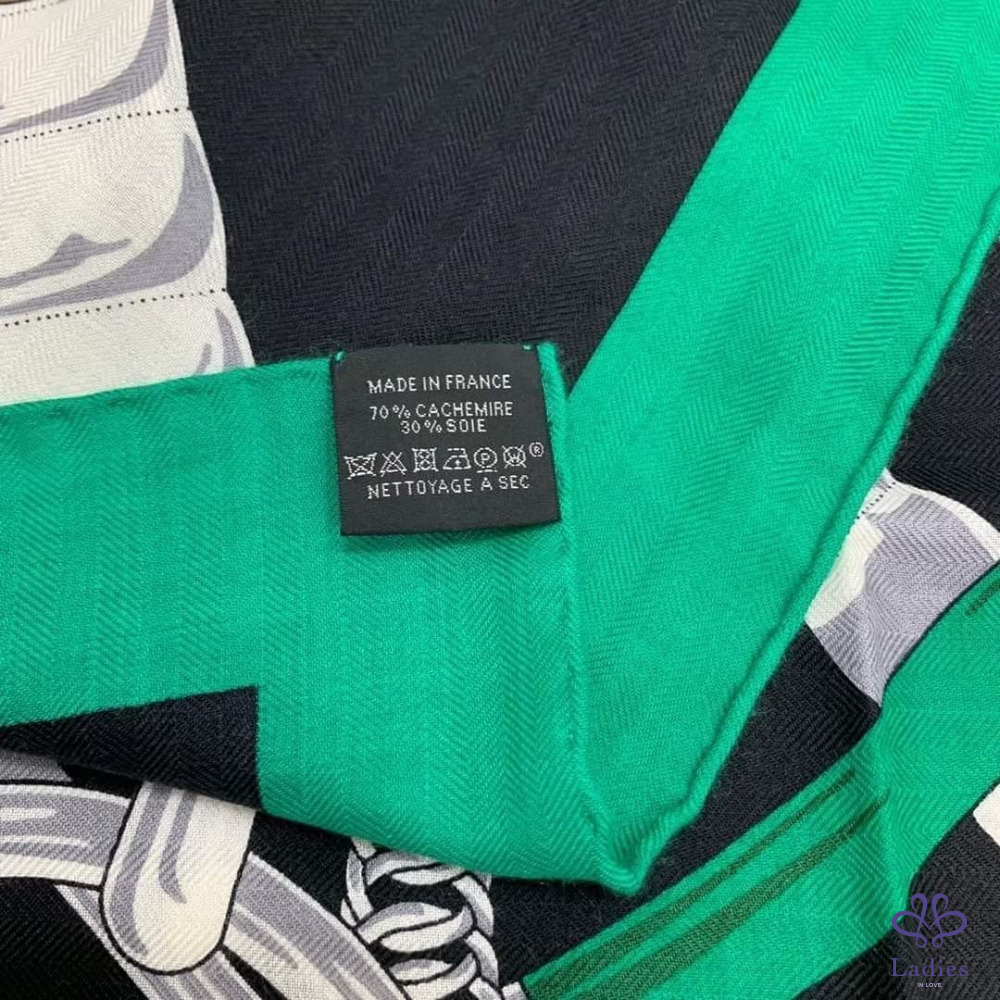 MADE IN FRANCE
70% CACHEMIRE
30% SOIE
®
NETTOYAGE A SEC
Ladies
IN LOVE